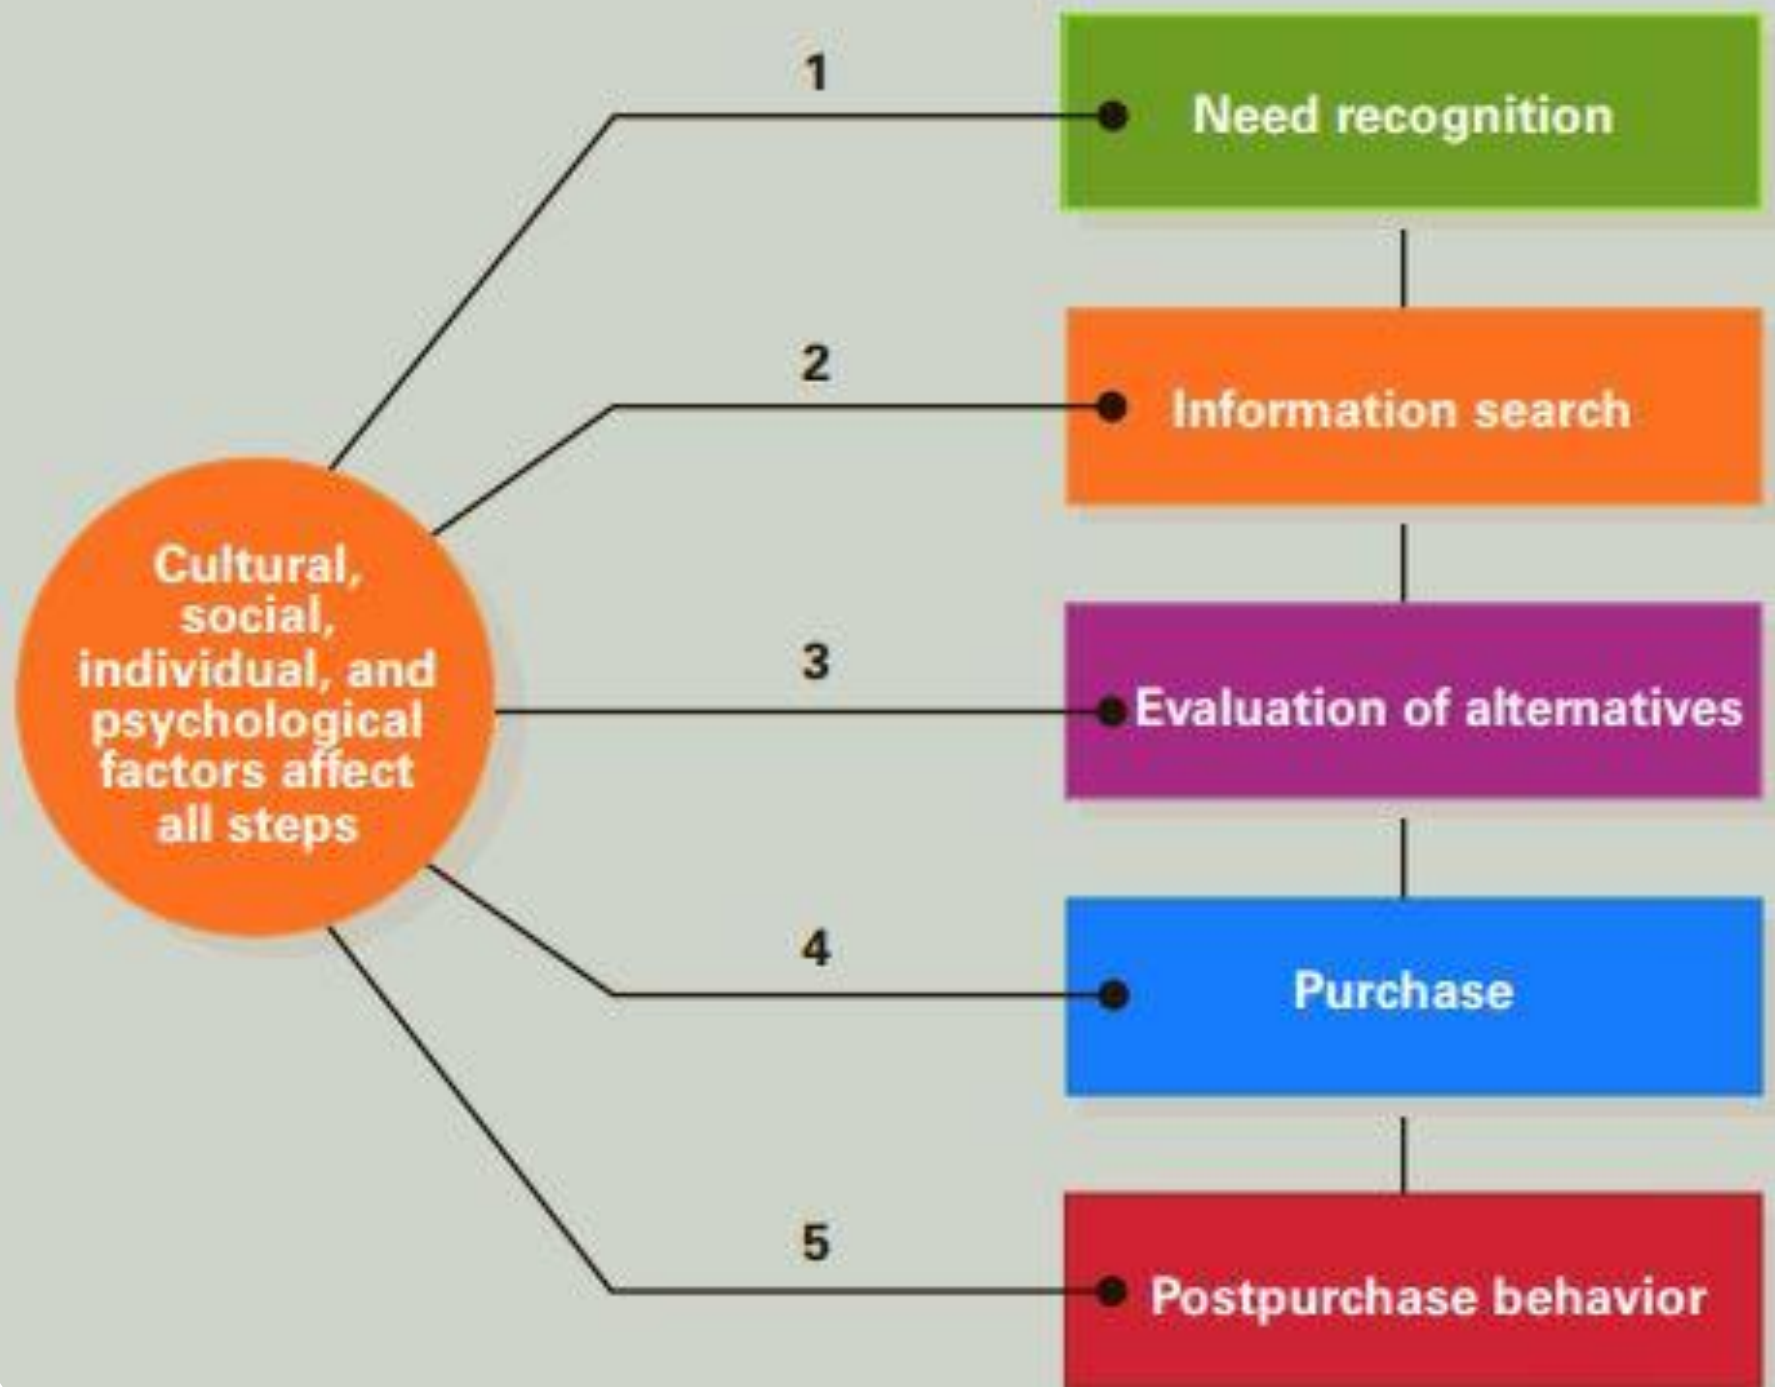 1
Need recognition
2
Information search
Cultural,
social,
individual, and
psychological
factors affect
all steps
3
Evaluation of alternatives
4
Purchase
5
Postpurchase behavior